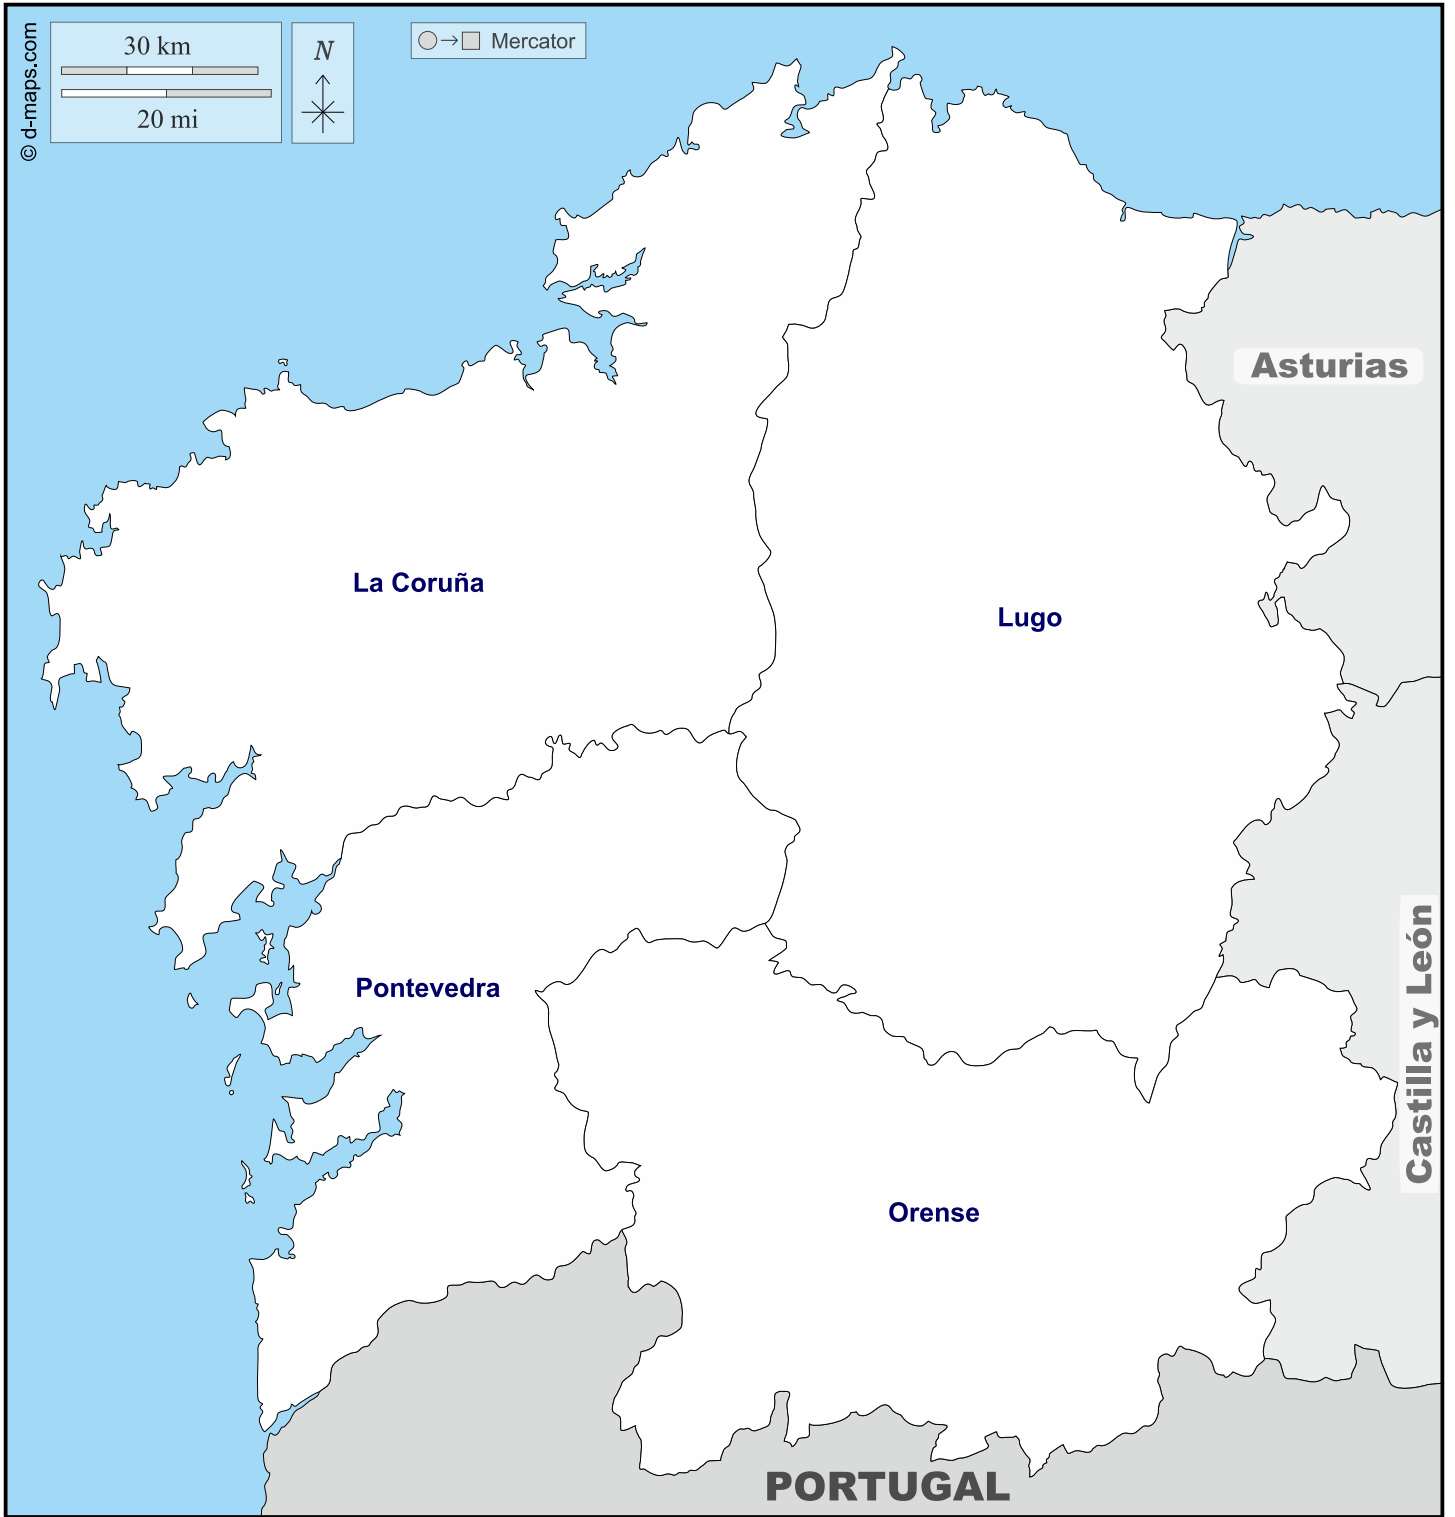 © d-maps.com
30 km
20 mi
N
Mercator
Asturias
La Coruña
Lugo
Castilla y León
Pontevedra
Orense
PORTUGAL